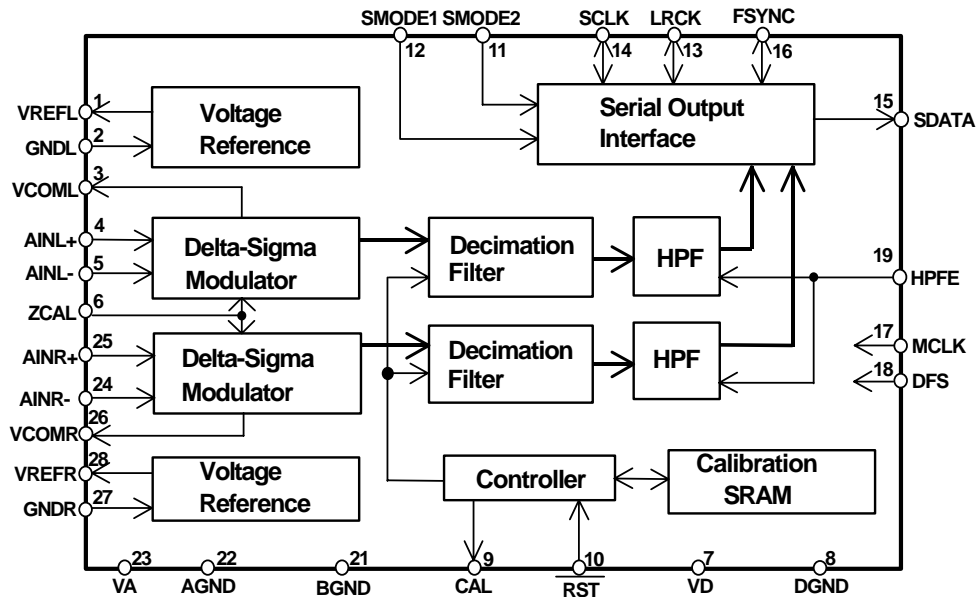 SMODE1 SMODE2 SCLK LRCK FSYNC
12 11 14 13 16
VREFL 1
Voltage
Reference
GNDL 2
VCOML 3
Serial Output
Interface
15 SDATA
AINL+ 4
AINL- 5
Delta-Sigma
Modulator
Decimation
Filter
HPF
19 HPFE
ZCAL 6
AINR+ 25
AINR- 24
Delta-Sigma
Modulator
Decimation
Filter
HPF
17 MCLK
18 DFS
VCOMR 26
VREFR 28
GNDR 27
Voltage
Reference
Controller
Calibration
SRAM
23 22 21 9 10 7 8
VA AGND BGND CAL RST VD DGND